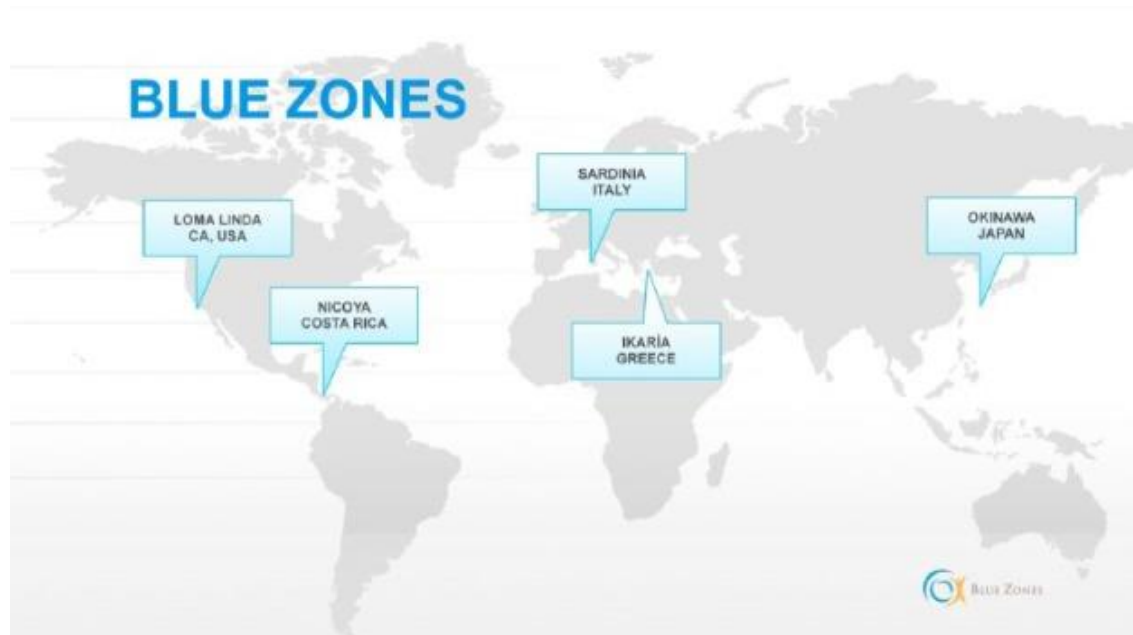 BLUE ZONES
SARDINIA
ITALY
LOMA LINDA
CA, USA
OKINAWA
JAPAN
NICOYA
COSTA RICA
IKARÍA
GREECE
BLUE ZONES